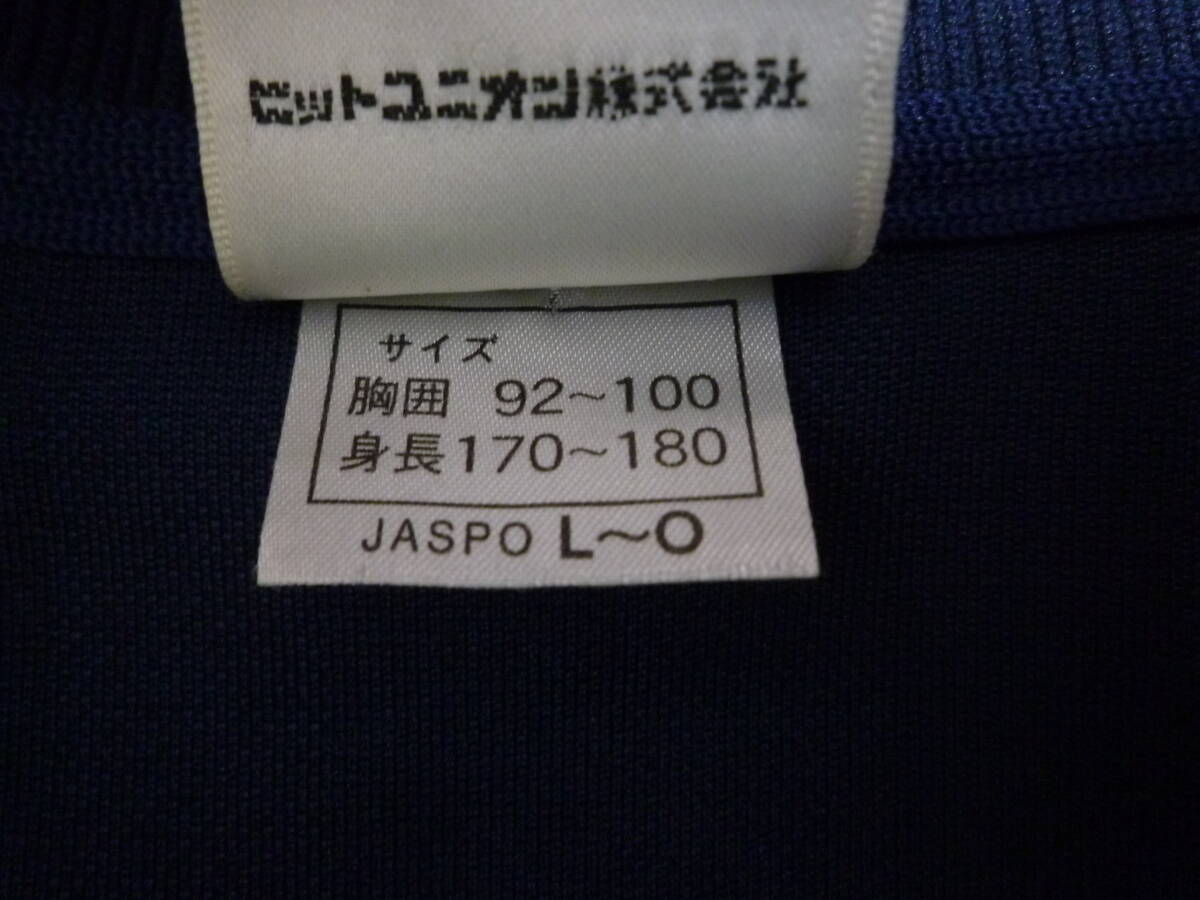 ヒットユニオン株式会社
サイズ
胸囲 92～100
身長170～180
JASPO L～O